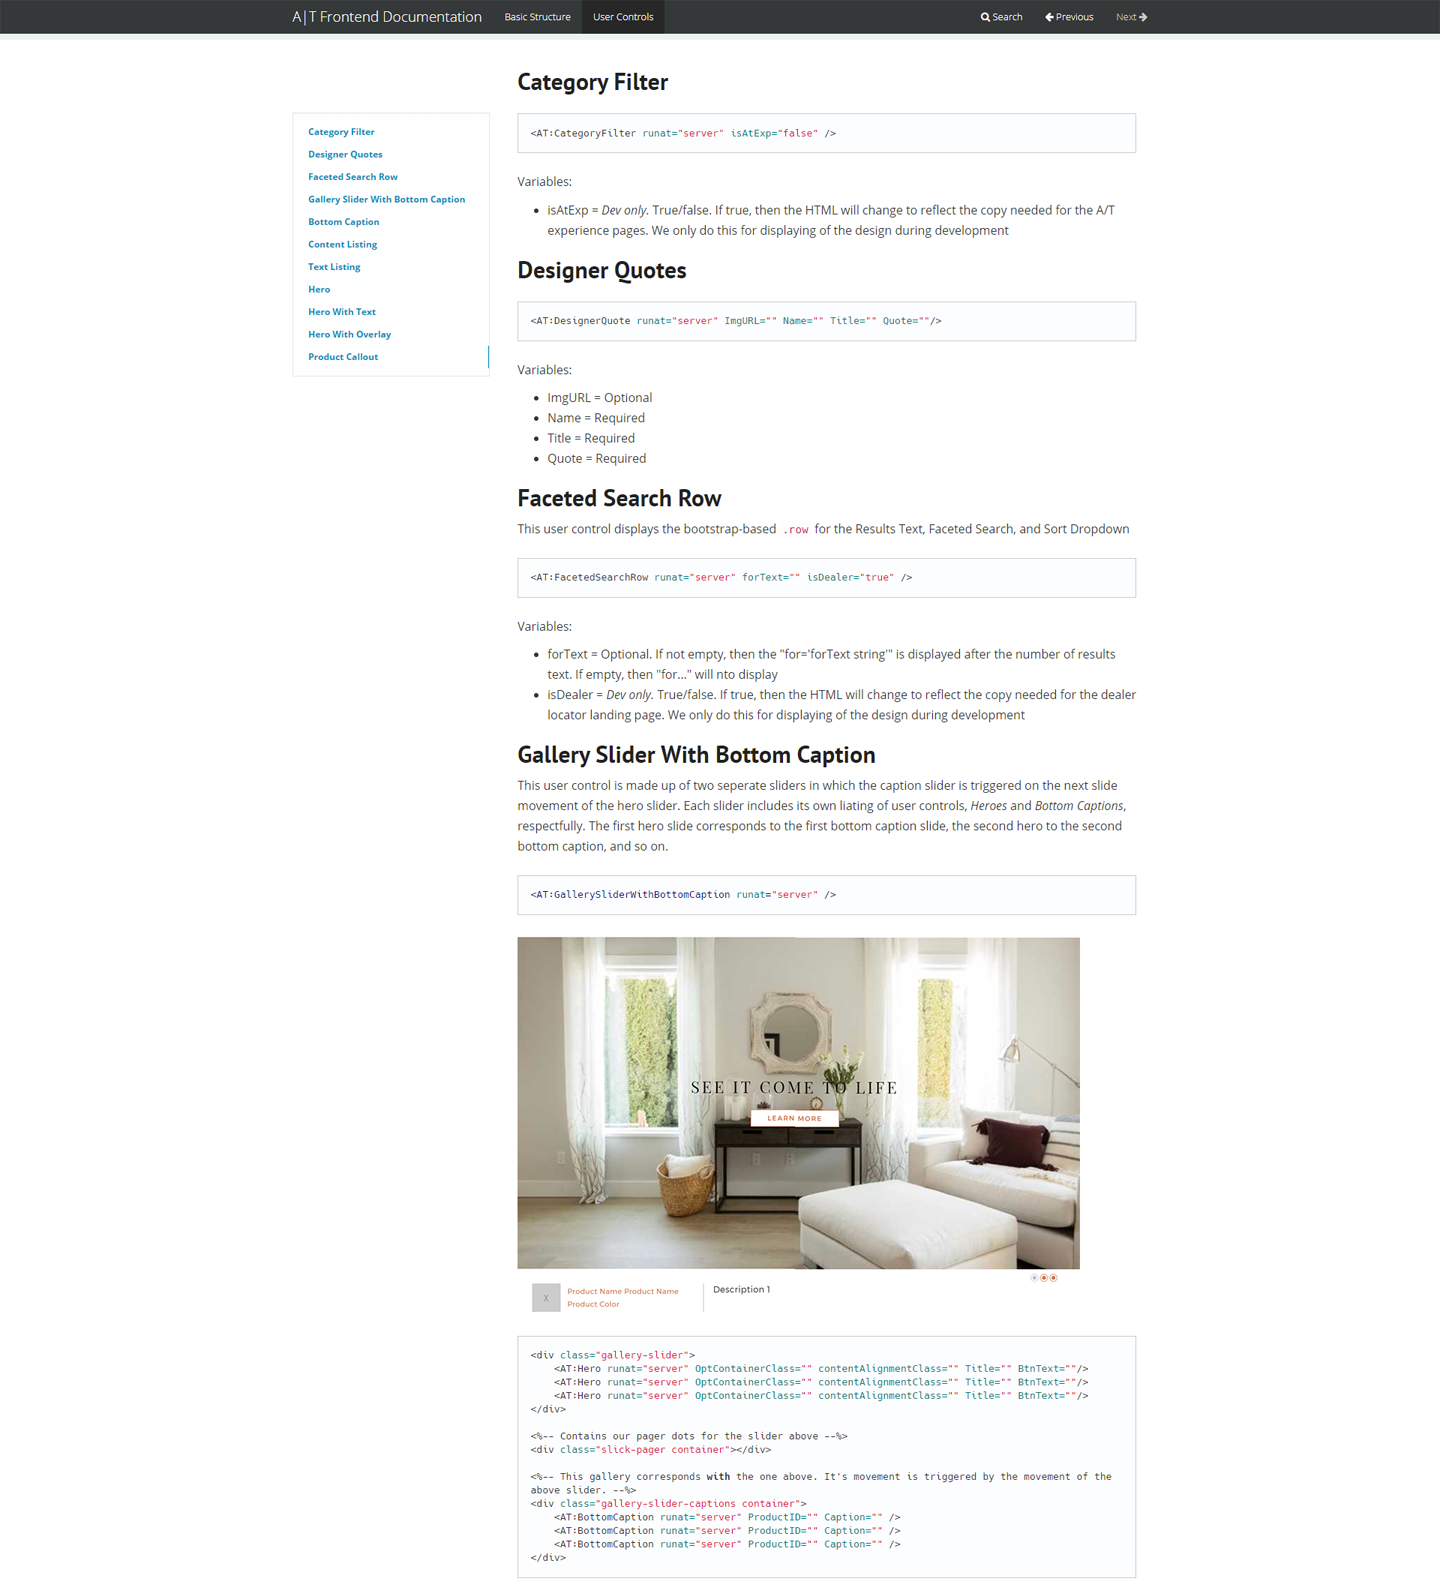 A|T Frontend Documentation Basic Structure User Controls Search Previous Next
Category Filter
Designer Quotes
Faceted Search Row
Gallery Slider With Bottom Caption
Bottom Caption
Content Listing
Text Listing
Hero
Hero With Text
Hero With Overlay
Product Callout
Category Filter
<AT:CategoryFilter runat="server" isAtExp="false" />
Variables:
• isAtExp = Dev only. True/false. If true, then the HTML will change to reflect the copy needed for the A/T
experience pages. We only do this for displaying of the design during development
Designer Quotes
<AT:DesignerQuote runat="server" ImgURL="" Name="" Title="" Quote=""/>
Variables:
• ImgURL = Optional
• Name = Required
• Title = Required
• Quote = Required
Faceted Search Row
This user control displays the bootstrap-based .row for the Results Text, Faceted Search, and Sort Dropdown
<AT:FacetedSearchRow runat="server" forText="" isDealer="true" />
Variables:
• forText = Optional. If not empty, then the "for='forText string'" is displayed after the number of results
text. If empty, then "for..." will nto display
• isDealer = Dev only. True/false. If true, then the HTML will change to reflect the copy needed for the dealer
locator landing page. We only do this for displaying of the design during development
Gallery Slider With Bottom Caption
This user control is made up of two seperate sliders in which the caption slider is triggered on the next slide
movement of the hero slider. Each slider includes its own liating of user controls, Heroes and Bottom Captions,
respectfully. The first hero slide corresponds to the first bottom caption slide, the second hero to the second
bottom caption, and so on.
<AT:GallerySliderWithBottomCaption runat="server" />
SEE IT COME TO LIFE
LEARN MORE
X
Product Name Product Name
Product Color
Description 1
<div class="gallery-slider">
    <AT:Hero runat="server" OptContainerClass="" contentAlignmentClass="" Title="" BtnText=""/>
    <AT:Hero runat="server" OptContainerClass="" contentAlignmentClass="" Title="" BtnText=""/>
    <AT:Hero runat="server" OptContainerClass="" contentAlignmentClass="" Title="" BtnText=""/>
</div>
<%-- Contains our pager dots for the slider above --%>
<div class="slick-pager container"></div>
<%-- This gallery corresponds with the one above. It's movement is triggered by the movement of the
above slider. --%>
<div class="gallery-slider-captions container">
    <AT:BottomCaption runat="server" ProductID="" Caption="" />
    <AT:BottomCaption runat="server" ProductID="" Caption="" />
    <AT:BottomCaption runat="server" ProductID="" Caption="" />
</div>